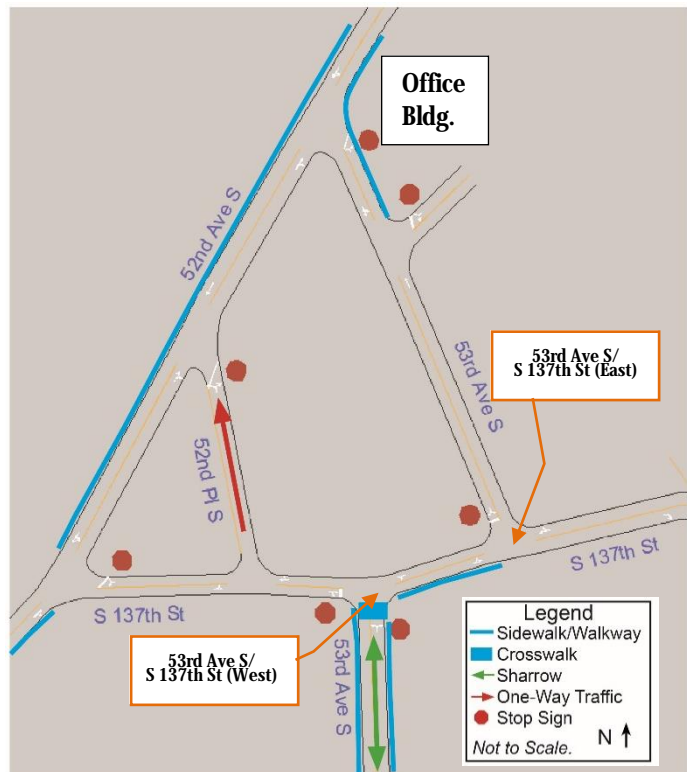 Office
Bldg.
52nd Ave S
53rd Ave S
53rd Ave S/
S 137th St (East)
52nd Pl S
S 137th St
S 137th St
53rd Ave S/
S 137th St (West)
53rd Ave S
Legend
Sidewalk/Walkway
Crosswalk
Sharrow
One-Way Traffic
Stop Sign
Not to Scale.
N